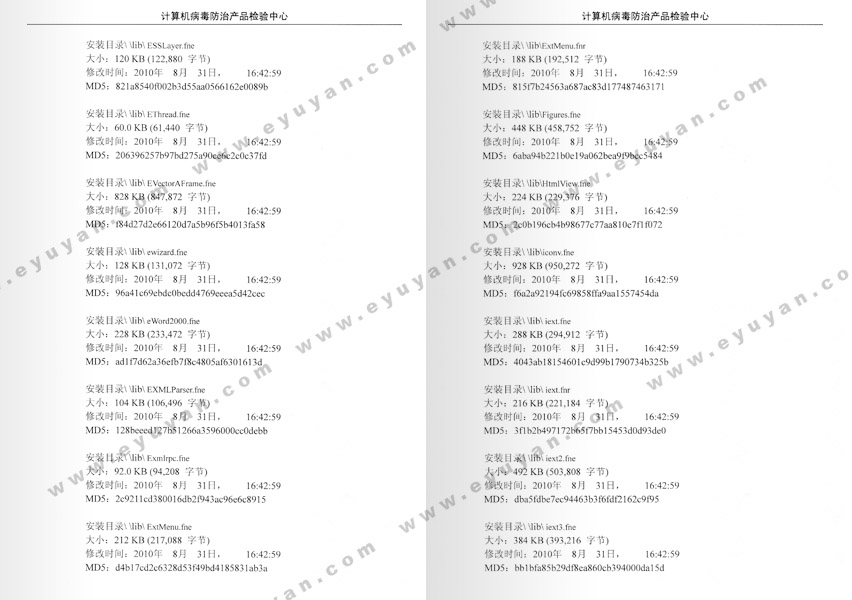 计算机病毒防治产品检验中心
安装目录\ \lib\ ESSLayer.fne
大小：120 KB (122,880 字节)
修改时间：2010年 8月 31日， 16:42:59
MD5：821a8540f002b3d55aa0566162e0089b
安装目录\ \lib\ EThread.fne
大小：60.0 KB (61,440 字节)
修改时间：2010年 8月 31日， 16:42:59
MD5：206396257b97bd275a90ee6c2c0c37fd
安装目录\ \lib\ EVectorAFrame.fne
大小：828 KB (847,872 字节)
修改时间：2010年 8月 31日， 16:42:59
MD5：f84d27d2e66120d7a5b96f5b4013fa58
安装目录\ \lib\ ewizard.fne
大小：128 KB (131,072 字节)
修改时间：2010年 8月 31日， 16:42:59
MD5：96a41c69ebde0bedd4769eeea5d42cec
安装目录\ \lib\ eWord2000.fne
大小：228 KB (233,472 字节)
修改时间：2010年 8月 31日， 16:42:59
MD5：ad1f7d62a36efb7f8c4805af6301613d
安装目录\ \lib\ EXMLParser.fne
大小：104 KB (106,496 字节)
修改时间：2010年 8月 31日， 16:42:59
MD5：128beecd127b51266a3596000cc0debb
安装目录\ \lib\ Exmlrpc.fne
大小：92.0 KB (94,208 字节)
修改时间：2010年 8月 31日， 16:42:59
MD5：2c9211cd380016db2f943ac96e6c8915
安装目录\ \lib\ ExtMenu.fne
大小：212 KB (217,088 字节)
修改时间：2010年 8月 31日， 16:42:59
MD5：d4b17cd2c6328d53f49bd4185831ab3a
计算机病毒防治产品检验中心
安装目录\ \lib\ExtMenu.fnr
大小：188 KB (192,512 字节)
修改时间：2010年 8月 31日， 16:42:59
MD5：815f7b24563a687ac83d177487463171
安装目录\ \lib\Figures.fne
大小：448 KB (458,752 字节)
修改时间：2010年 8月 31日， 16:42:59
MD5：6aba94b221b0e19a062bea9f9bcc5484
安装目录\ \lib\HtmlView.fne
大小：224 KB (229,376 字节)
修改时间：2010年 8月 31日， 16:42:59
MD5：2c0b196cb4b98677c77aa810e7f1f072
安装目录\ \lib\iconv.fne
大小：928 KB (950,272 字节)
修改时间：2010年 8月 31日， 16:42:59
MD5：f6a2a92194fc69858ffa9aa1557454da
安装目录\ \lib\ iext.fne
大小：288 KB (294,912 字节)
修改时间：2010年 8月 31日， 16:42:59
MD5：4043ab18154601c9d99b1790734b325b
安装目录\ \lib\ iext.fnr
大小：216 KB (221,184 字节)
修改时间：2010年 8月 31日， 16:42:59
MD5：3f1b2b497172b65f7bb15453d0d93de0
安装目录\ \lib\ iext2.fne
大小：492 KB (503,808 字节)
修改时间：2010年 8月 31日， 16:42:59
MD5：dba5fdbe7ec94463b3f6fdf2162c9f95
安装目录\ \lib\ iext3.fne
大小：384 KB (393,216 字节)
修改时间：2010年 8月 31日， 16:42:59
MD5：bb1bfa85b29df8ea860cb394000da15d
www.eyuyan.com
www.eyuyan.com
www.eyuyan.com
www.eyuyan.com
www.eyuyan.com
www.eyuyan.com